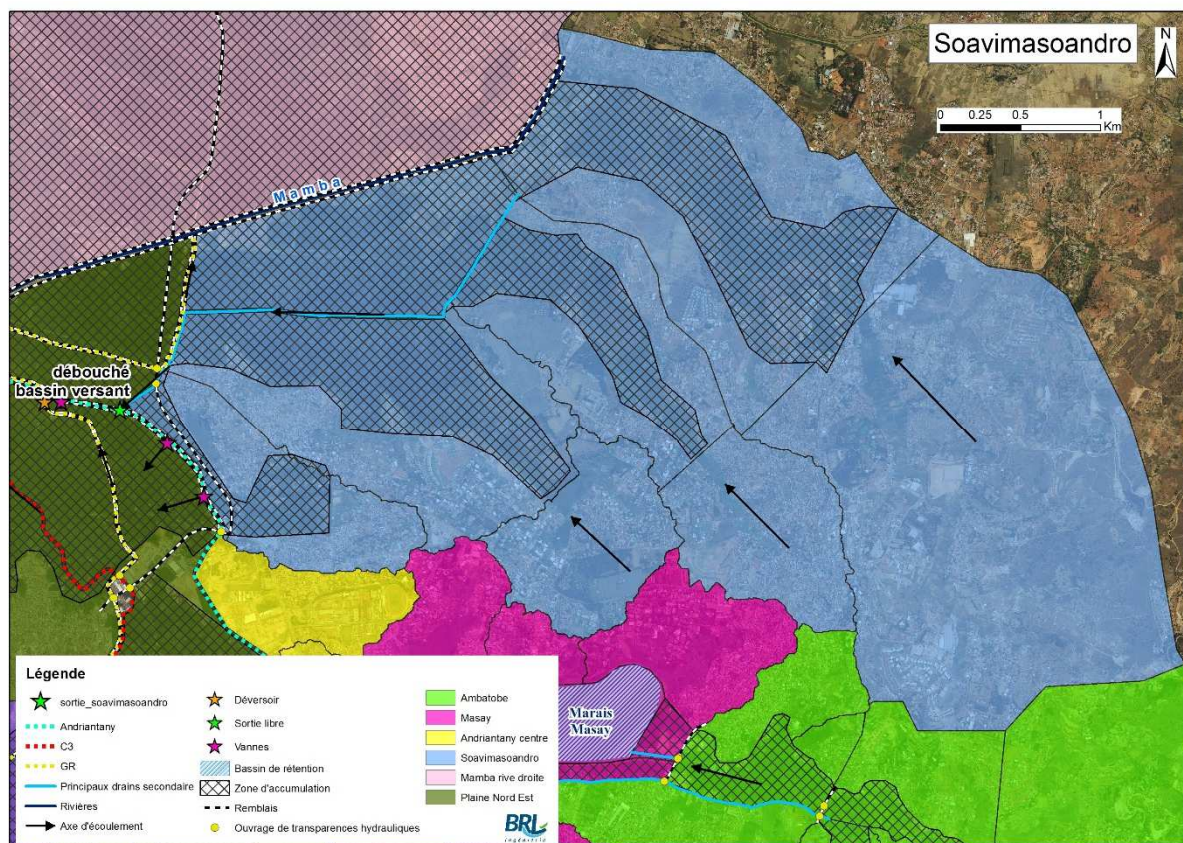 Soavimasoandro
N
0 0.25 0.5 1
Km
Mamba
débouché
bassin versant
Marais
Masay
Légende
sortie_soavimasoandro
Andriantany
C3
GR
Principaux drains secondaire
Rivières
Axe d'écoulement
Déversoir
Sortie libre
Vannes
Bassin de rétention
Zone d'accumulation
Remblais
Ouvrage de transparences hydrauliques
Ambatobe
Masay
Andriantany centre
Soavimasoandro
Mamba rive droite
Plaine Nord Est
BRL
ingénierie